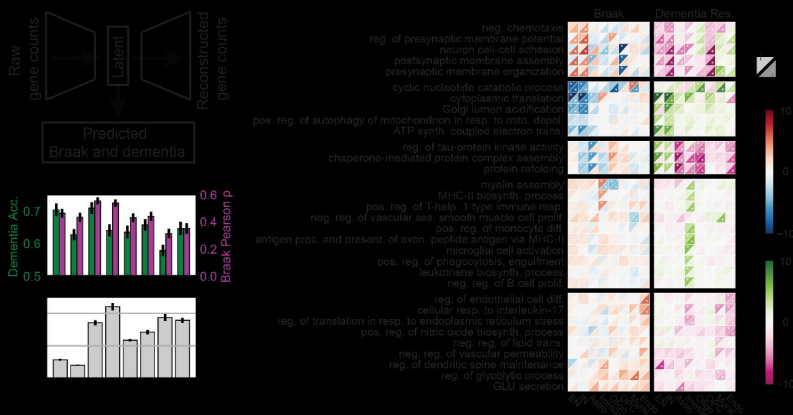 Raw
gene counts
Latent
Reconstructed
gene counts
Predicted
Braak and dementia
Dementia Acc.
0.7
0.6
0.5
0.6
0.4
0.2
0.0
Braak Pearson ρ
Braak
Dementia Res.
neg. chemotaxis
reg. of presynaptic membrane potential
neuron cell-cell adhesion
postsynaptic membrane assembly
presynaptic membrane organization
cyclic nucleotide catabolic process
cytoplasmic translation
Golgi lumen acidification
pos. reg. of autophagy of mitochondrion in resp. to mito. depol.
ATP synth. coupled electron trans.
reg. of tau-protein kinase activity
chaperone-mediated protein complex assembly
protein refolding
myelin assembly
MHC-II biosynth. process
pos. reg. of T-help. 1 type immune resp.
neg. reg. of vascular ass. smooth muscle cell prolif.
pos. reg. of monocyte diff.
antigen proc. and present. of exon. peptide antigen via MHC-II
microglial cell activation
pos. reg. of phagocytosis, engulfment
leukotriene biosynth. process
neg. reg. of B cell prolif.
reg. of endothelial cell diff.
cellular resp. to interleukin-17
reg. of translation in resp. to endoplasmic reticulum stress
pos. reg. of nitric oxide biosynth. process
neg. reg. of lipid trans.
neg. reg. of vascular permeability
reg. of dendritic spine maintenance
reg. of glycolytic process
GLU secretion
10
0
−10
10
0
−10